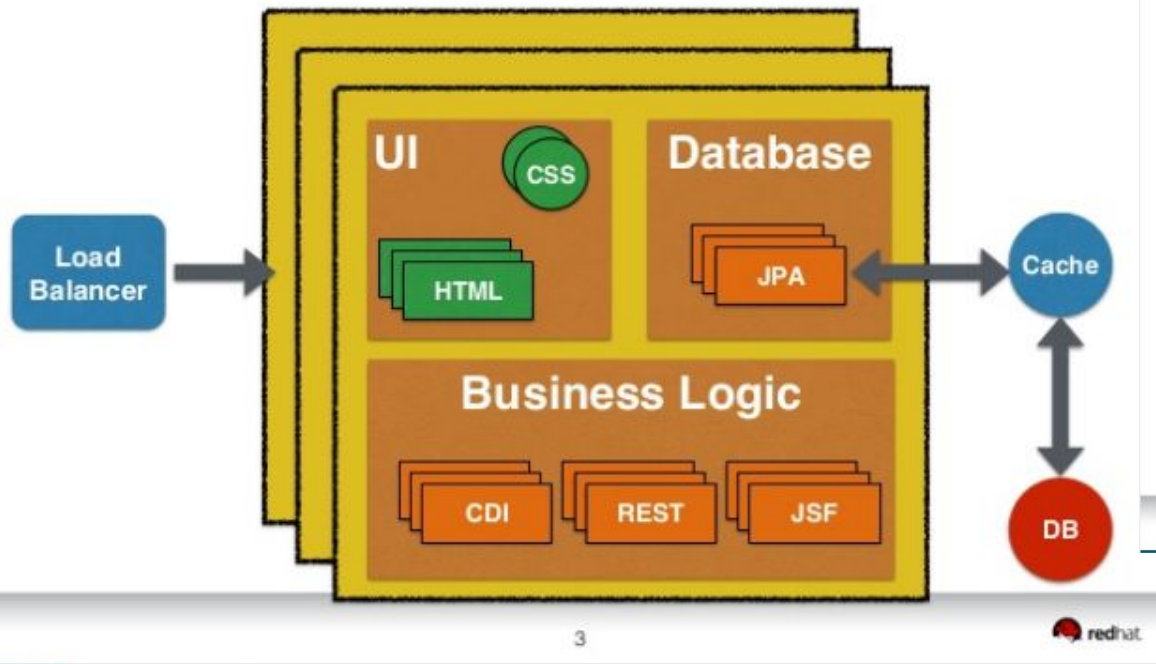 UI
CSS
HTML
Database
JPA
Load
Balancer
Cache
Business Logic
CDI
REST
JSF
DB
3
redhat